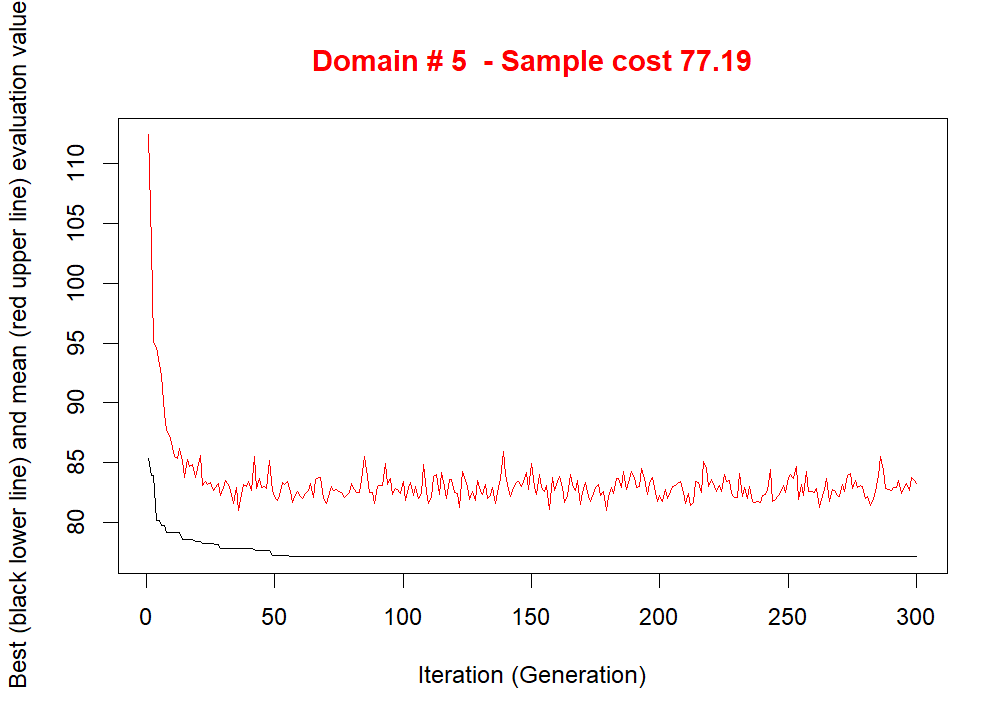 Domain # 5  - Sample cost 77.19
Best (black lower line) and mean (red upper line) evaluation value
110
105
100
95
90
85
80
0 50 100 150 200 250 300
Iteration (Generation)